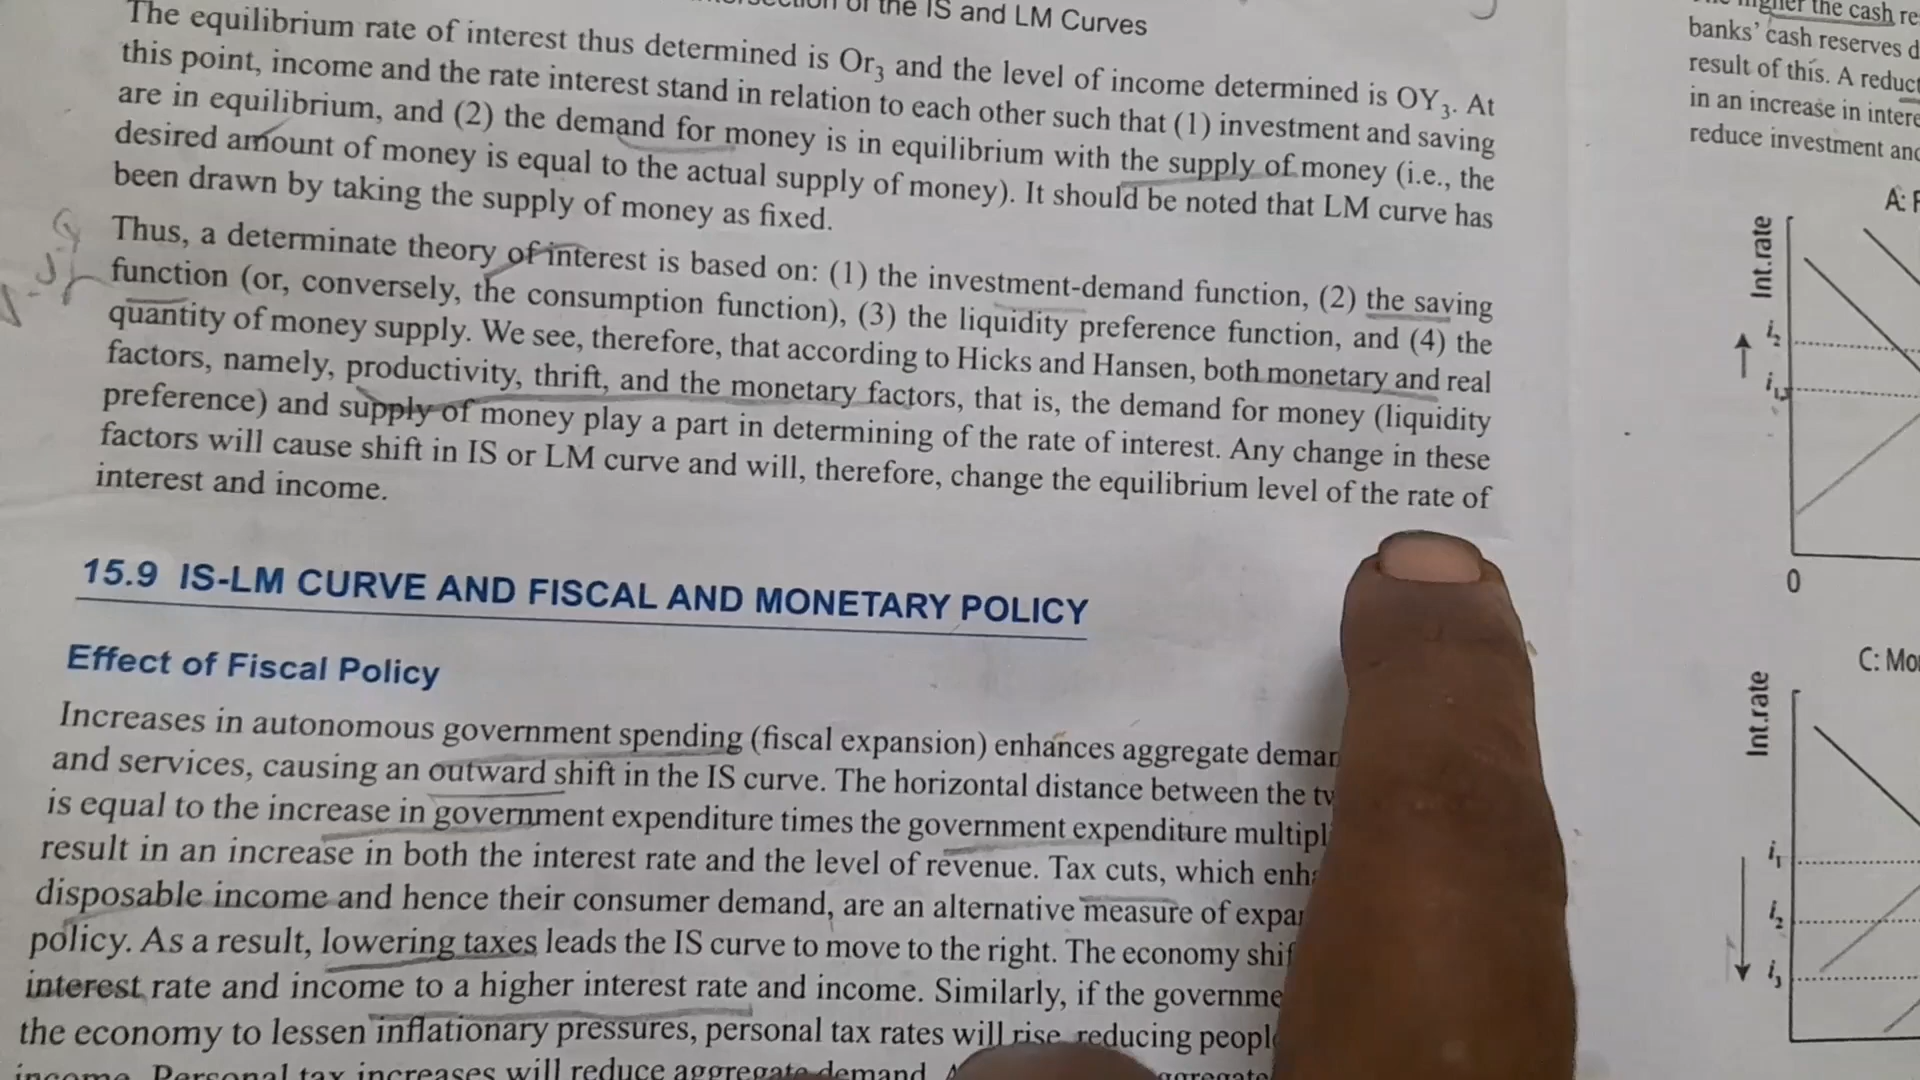 of the IS and LM Curves
The equilibrium rate of interest thus determined is Or3 and the level of income determined is OY3. At
this point, income and the rate interest stand in relation to each other such that (1) investment and saving
are in equilibrium, and (2) the demand for money is in equilibrium with the supply of money (i.e., the
desired amount of money is equal to the actual supply of money). It should be noted that LM curve has
been drawn by taking the supply of money as fixed.
Thus, a determinate theory of interest is based on: (1) the investment-demand function, (2) the saving
function (or, conversely, the consumption function), (3) the liquidity preference function, and (4) the
quantity of money supply. We see, therefore, that according to Hicks and Hansen, both monetary and real
factors, namely, productivity, thrift, and the monetary factors, that is, the demand for money (liquidity
preference) and supply of money play a part in determining of the rate of interest. Any change in these
factors will cause shift in IS or LM curve and will, therefore, change the equilibrium level of the rate of
interest and income.
15.9 IS-LM CURVE AND FISCAL AND MONETARY POLICY
Effect of Fiscal Policy
Increases in autonomous government spending (fiscal expansion) enhances aggregate
and services, causing an outward shift in the IS curve. The horizontal distance between the
is equal to the increase in government expenditure times the government expenditure
result in an increase in both the interest rate and the level of revenue. Tax cuts, which
disposable income and hence their consumer demand, are an alternative measure of
policy. As a result, lowering taxes leads the IS curve to move to the right. The economy
interest rate and income to a higher interest rate and income. Similarly, if the
the economy to lessen inflationary pressures, personal tax rates will rise, reducing
income. Personal tax increases will reduce aggregate demand.
the cash
banks' cash reserves
result of this. A
in an increase in
reduce investment
A:
Int.rate
i2
i1
0
C:
Int.rate
i1
i2
i3